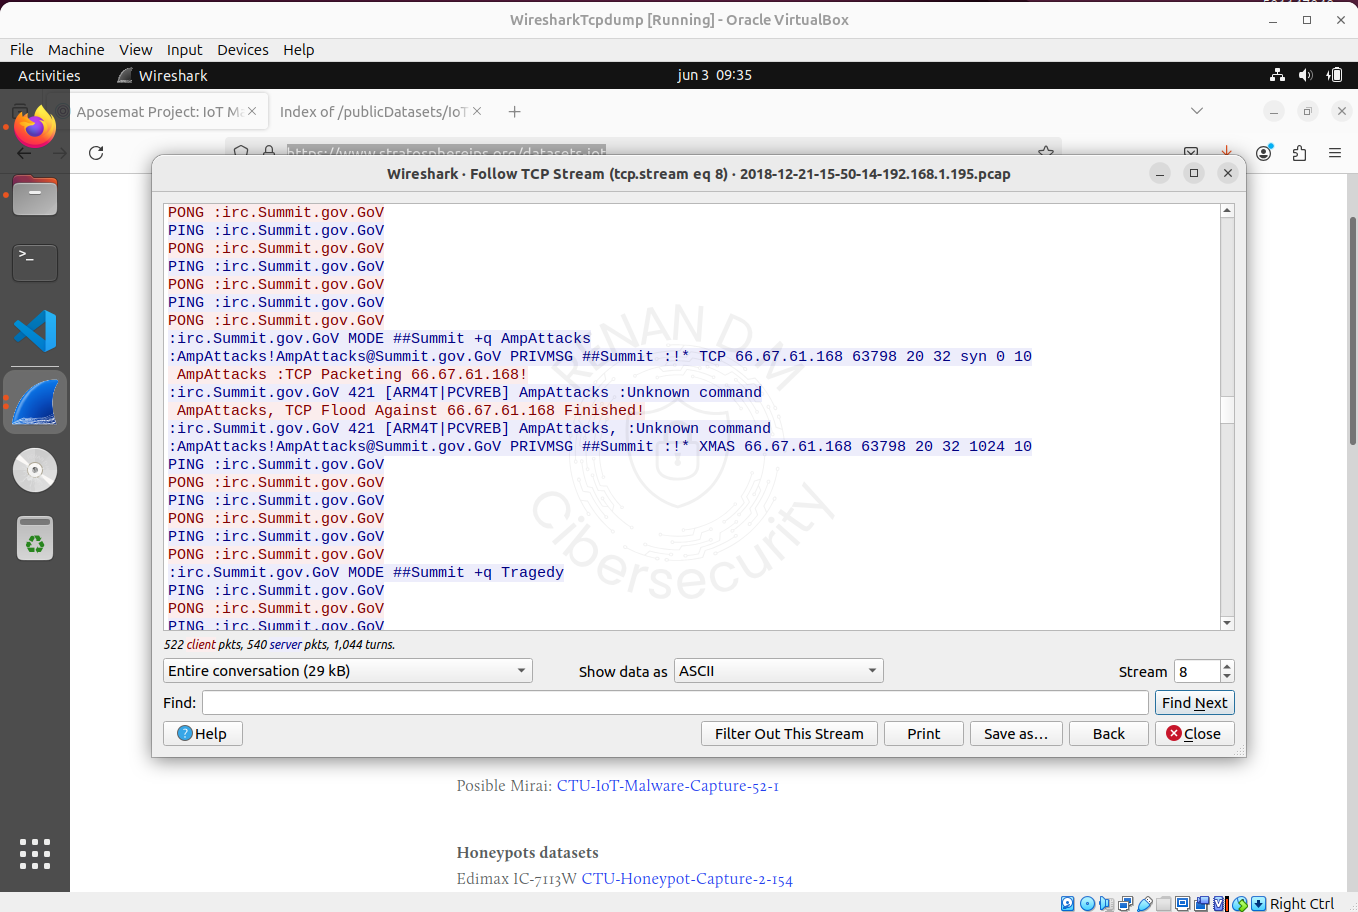 WiresharkTcpdump [Running] - Oracle VirtualBox
File Machine View Input Devices Help
Activities Wireshark jun 3 09:35
Aposemat Project: IoT Ma Index of /publicDatasets/IoT
https://www.stratosphereips.org/datasets-iot
Wireshark · Follow TCP Stream (tcp.stream eq 8) · 2018-12-21-15-50-14-192.168.1.195.pcap
PONG :irc.Summit.gov.GoV
PING :irc.Summit.gov.GoV
PONG :irc.Summit.gov.GoV
PING :irc.Summit.gov.GoV
PONG :irc.Summit.gov.GoV
PING :irc.Summit.gov.GoV
PONG :irc.Summit.gov.GoV
:irc.Summit.gov.GoV MODE ##Summit +q AmpAttacks
:AmpAttacks!AmpAttacks@Summit.gov.GoV PRIVMSG ##Summit :!* TCP 66.67.61.168 63798 20 32 syn 0 10
AmpAttacks :TCP Packeting 66.67.61.168!
:irc.Summit.gov.GoV 421 [ARM4T|PCVREB] AmpAttacks :Unknown command
AmpAttacks, TCP Flood Against 66.67.61.168 Finished!
:irc.Summit.gov.GoV 421 [ARM4T|PCVREB] AmpAttacks, :Unknown command
:AmpAttacks!AmpAttacks@Summit.gov.GoV PRIVMSG ##Summit :!* XMAS 66.67.61.168 63798 20 32 1024 10
PING :irc.Summit.gov.GoV
PONG :irc.Summit.gov.GoV
PING :irc.Summit.gov.GoV
PONG :irc.Summit.gov.GoV
PING :irc.Summit.gov.GoV
PONG :irc.Summit.gov.GoV
:irc.Summit.gov.GoV MODE ##Summit +q Tragedy
PING :irc.Summit.gov.GoV
PONG :irc.Summit.gov.GoV
PING :irc.Summit.gov.GoV
RENAN D.M
Cibersecurity
522 client pkts, 540 server pkts, 1,044 turns.
Entire conversation (29 kB) Show data as ASCII Stream 8
Find: Find Next
Help Filter Out This Stream Print Save as… Back Close
Posible Mirai: CTU-IoT-Malware-Capture-52-1
Honeypots datasets
Edimax IC-7113W CTU-Honeypot-Capture-2-154
Right Ctrl